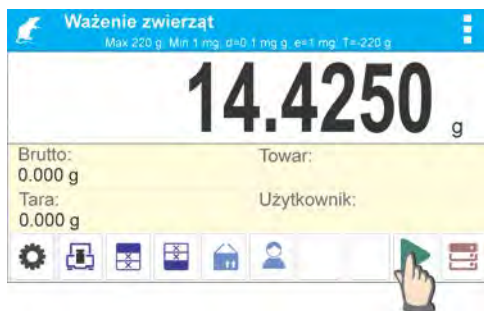 Ważenie zwierząt
Max 220 g Min 1 mg d=0.1 mg g e=1 mg T=-220 g
14.4250 g
Brutto: Towar:
0.000 g
Tara: Użytkownik:
0.000 g